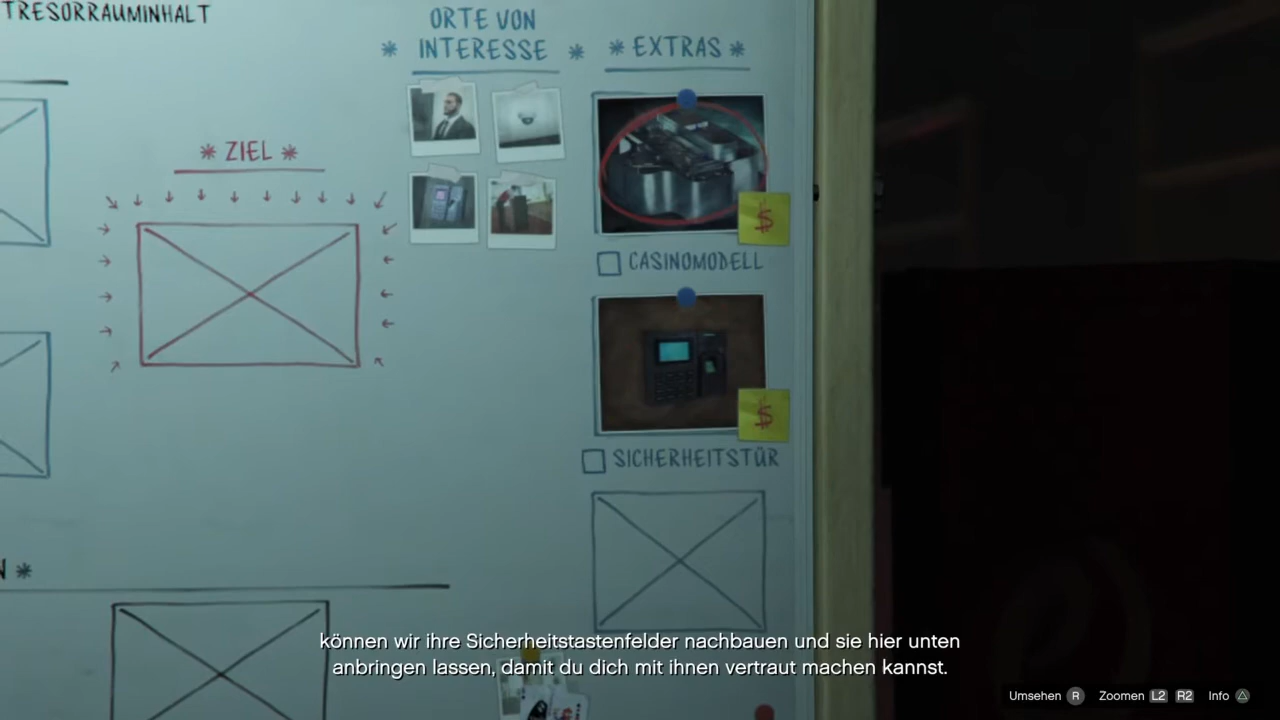 TRESORRAUMINHALT
ORTE VON
* INTERESSE *
* EXTRAS *
* ZIEL *
$
CASINOMODELL
$
SICHERHEITSTÜR
N *
können wir ihre Sicherheitstastenfelder nachbauen und sie hier unten
anbringen lassen, damit du dich mit ihnen vertraut machen kannst.
Umsehen R Zoomen L2 R2 Info △